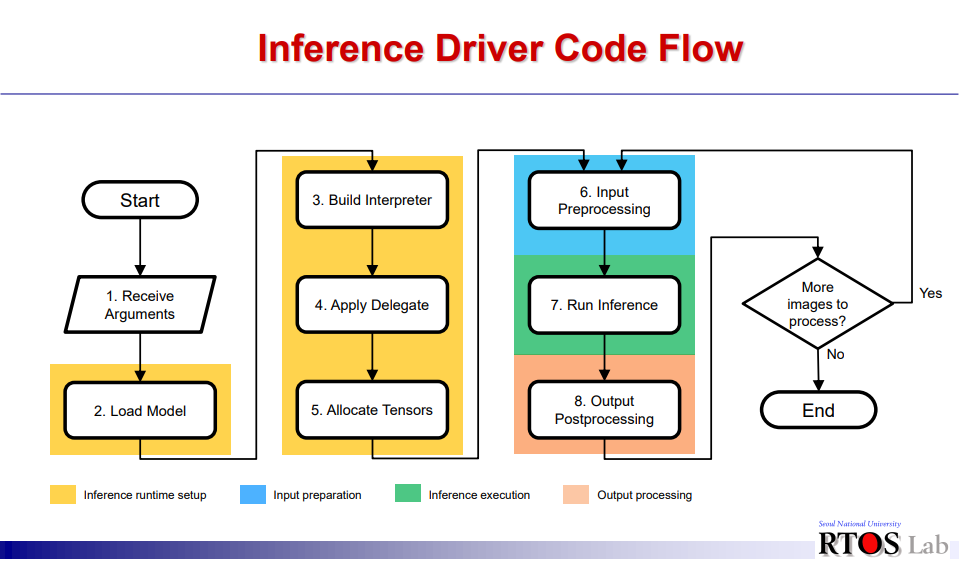 Inference Driver Code Flow
Start
1. Receive
Arguments
2. Load Model
3. Build Interpreter
4. Apply Delegate
5. Allocate Tensors
6. Input
Preprocessing
7. Run Inference
8. Output
Postprocessing
More
images to
process?
Yes
No
End
Inference runtime setup
Input preparation
Inference execution
Output processing
Seoul National University
RTOS Lab